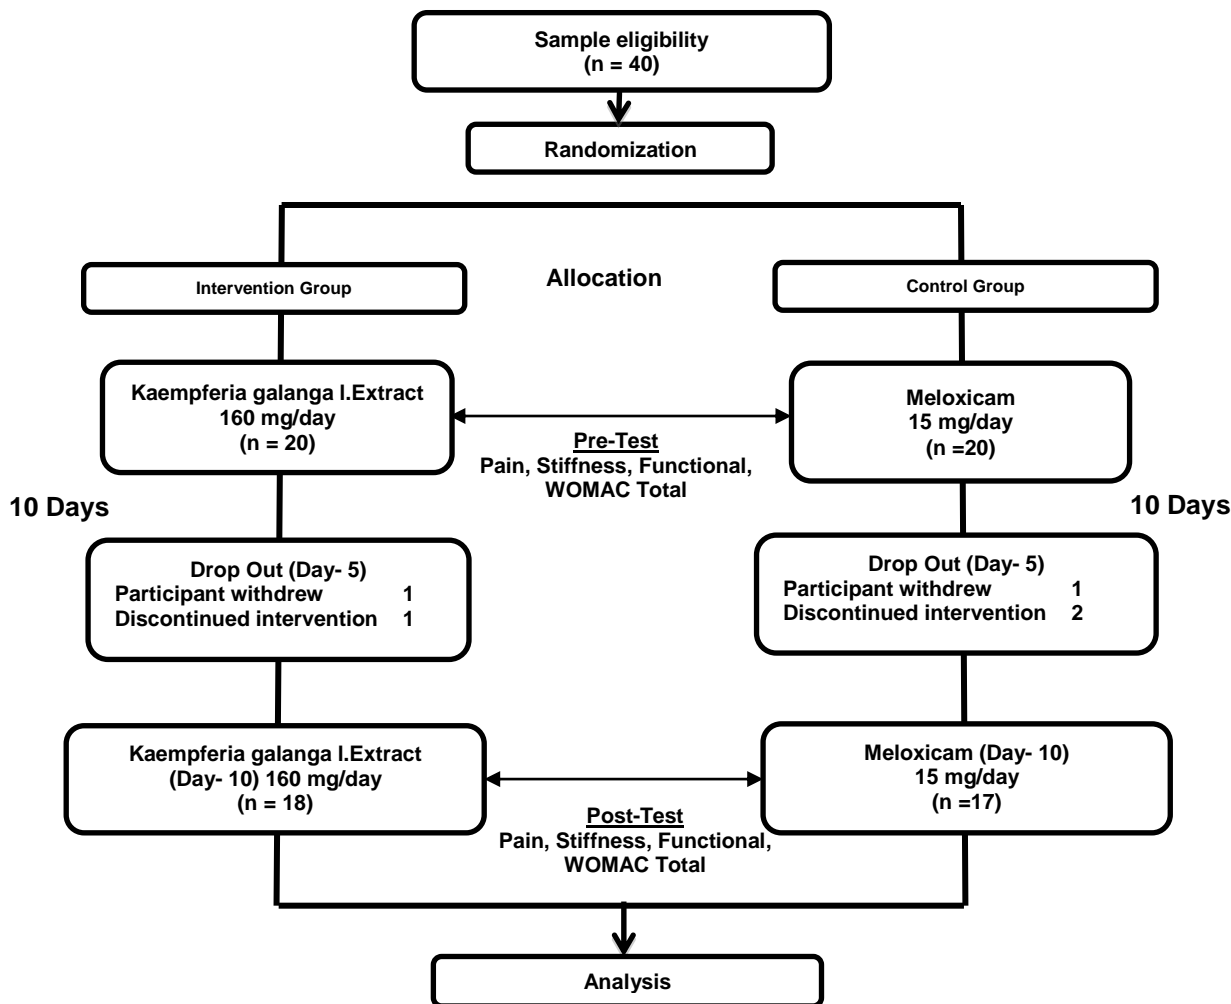 Sample eligibility
(n = 40)
Randomization
Allocation
Intervention Group
Control Group
Kaempferia galanga l.Extract
160 mg/day
(n = 20)
Meloxicam
15 mg/day
(n =20)
Pre-Test
Pain, Stiffness, Functional,
WOMAC Total
10 Days
10 Days
Drop Out (Day- 5)
Participant withdrew 1
Discontinued intervention 1
Drop Out (Day- 5)
Participant withdrew 1
Discontinued intervention 2
Kaempferia galanga l.Extract
(Day- 10) 160 mg/day
(n = 18)
Meloxicam (Day- 10)
15 mg/day
(n =17)
Post-Test
Pain, Stiffness, Functional,
WOMAC Total
Analysis